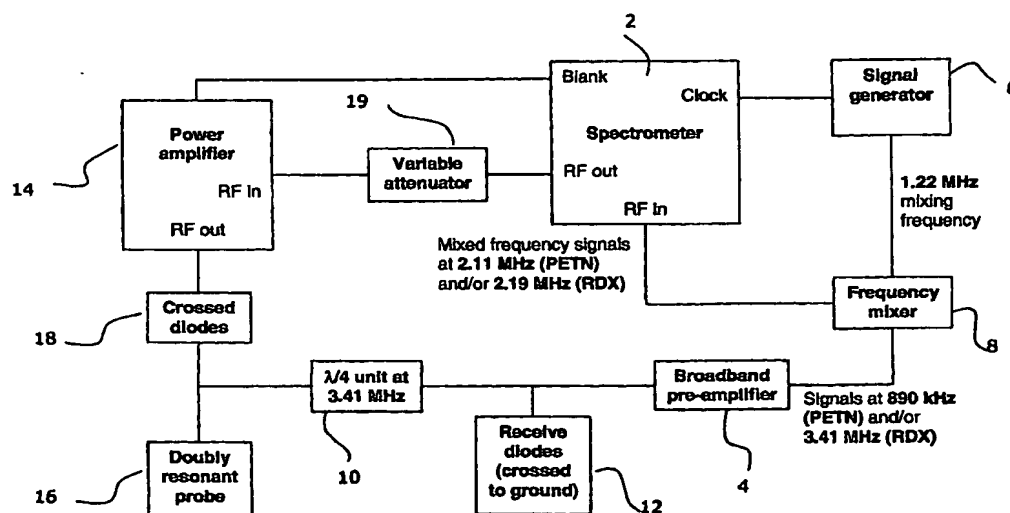 2
Blank
Clock
Spectrometer
RF out
RF in
Signal
generator
19
Power
amplifier
RF in
RF out
14
Variable
attenuator
1.22 MHz
mixing
frequency
Mixed frequency signals
at 2.11 MHz (PETN)
and/or 2.19 MHz (RDX)
Frequency
mixer
8
Crossed
diodes
18
λ/4 unit at
3.41 MHz
10
Broadband
pre-amplifier
4
Signals at 890 kHz
(PETN) and/or
3.41 MHz (RDX)
Doubly
resonant
probe
16
Receive
diodes
(crossed
to ground)
12